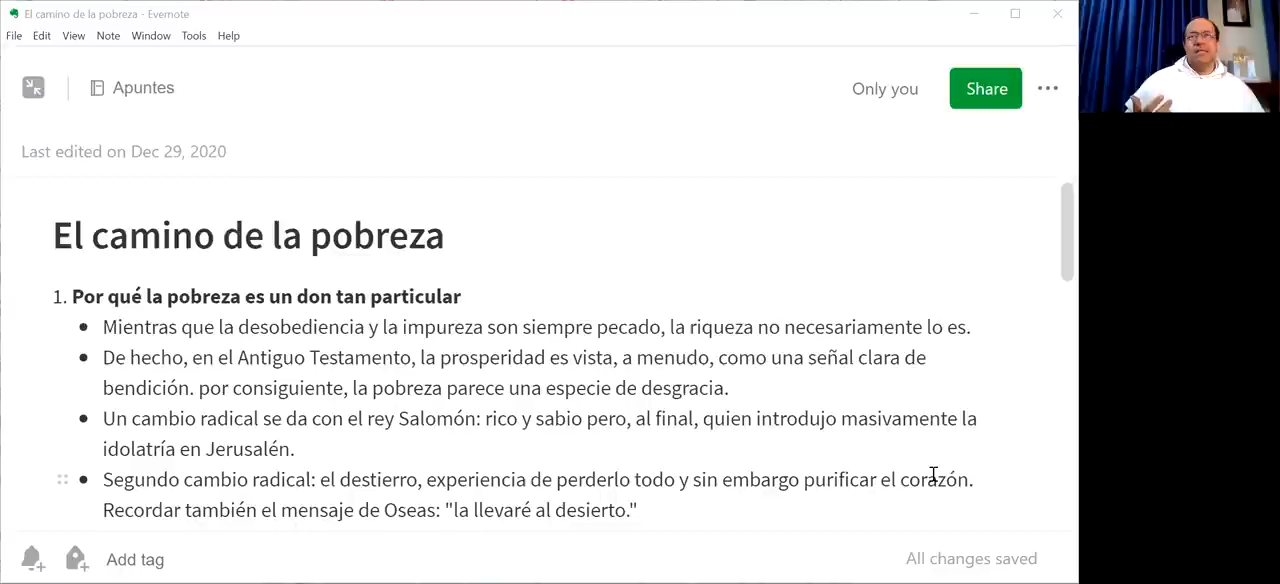 El camino de la pobreza - Evernote
File Edit View Note Window Tools Help
Apuntes
Only you
Share
Last edited on Dec 29, 2020
El camino de la pobreza
1. Por qué la pobreza es un don tan particular
Mientras que la desobediencia y la impureza son siempre pecado, la riqueza no necesariamente lo es.
De hecho, en el Antiguo Testamento, la prosperidad es vista, a menudo, como una señal clara de
bendición. por consiguiente, la pobreza parece una especie de desgracia.
Un cambio radical se da con el rey Salomón: rico y sabio pero, al final, quien introdujo masivamente la
idolatría en Jerusalén.
Segundo cambio radical: el destierro, experiencia de perderlo todo y sin embargo purificar el corazón.
Recordar también el mensaje de Oseas: "la llevaré al desierto."
Add tag
All changes saved